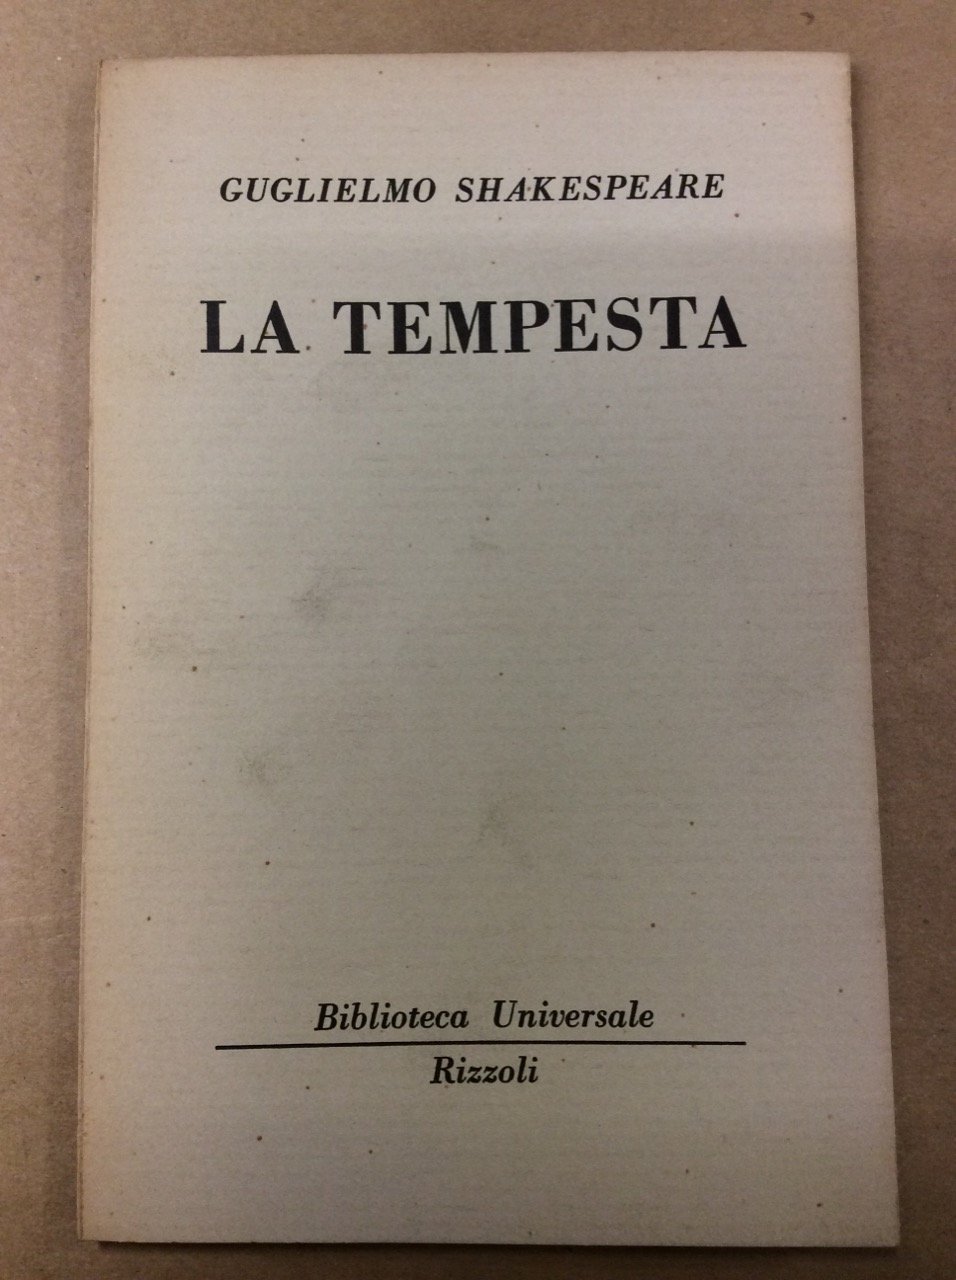 GUGLIELMO SHAKESPEARE
LA TEMPESTA
Biblioteca Universale
Rizzoli